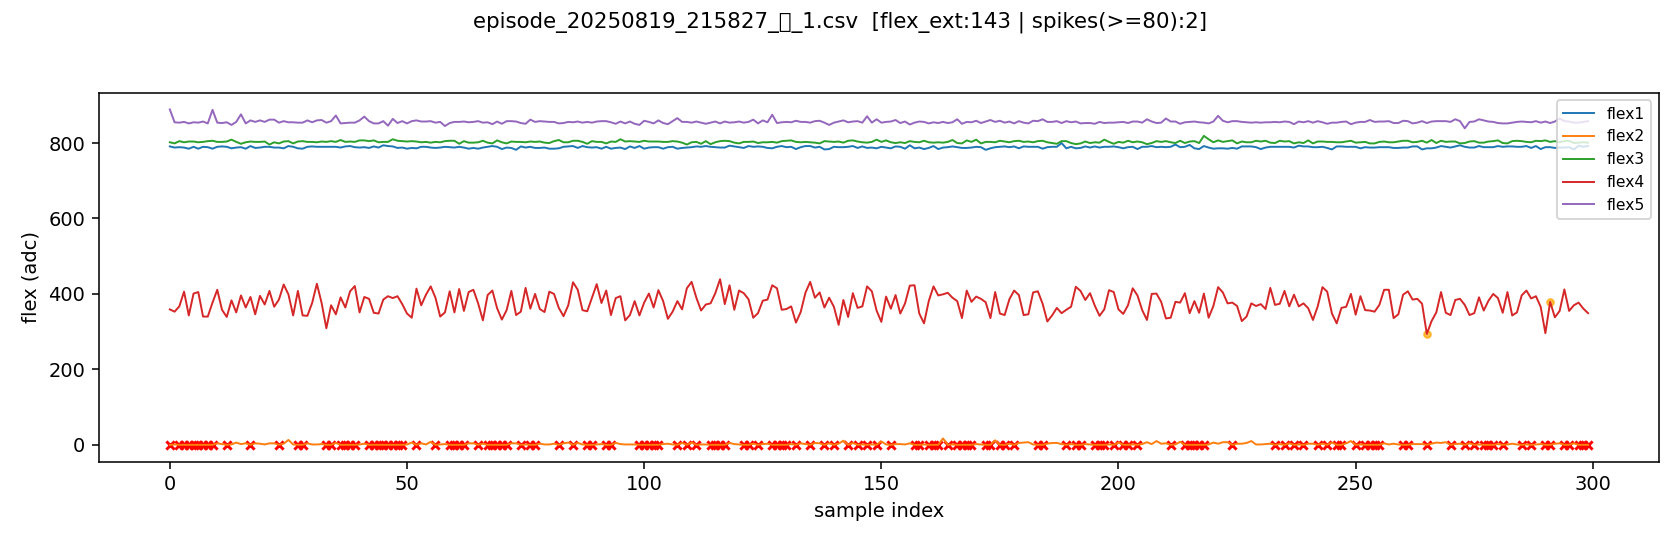 episode_20250819_215827_▯_1.csv  [flex_ext:143 | spikes(>=80):2]
flex1
flex2
flex3
flex4
flex5
flex (adc)
800
600
400
200
0
0 50 100 150 200 250 300
sample index